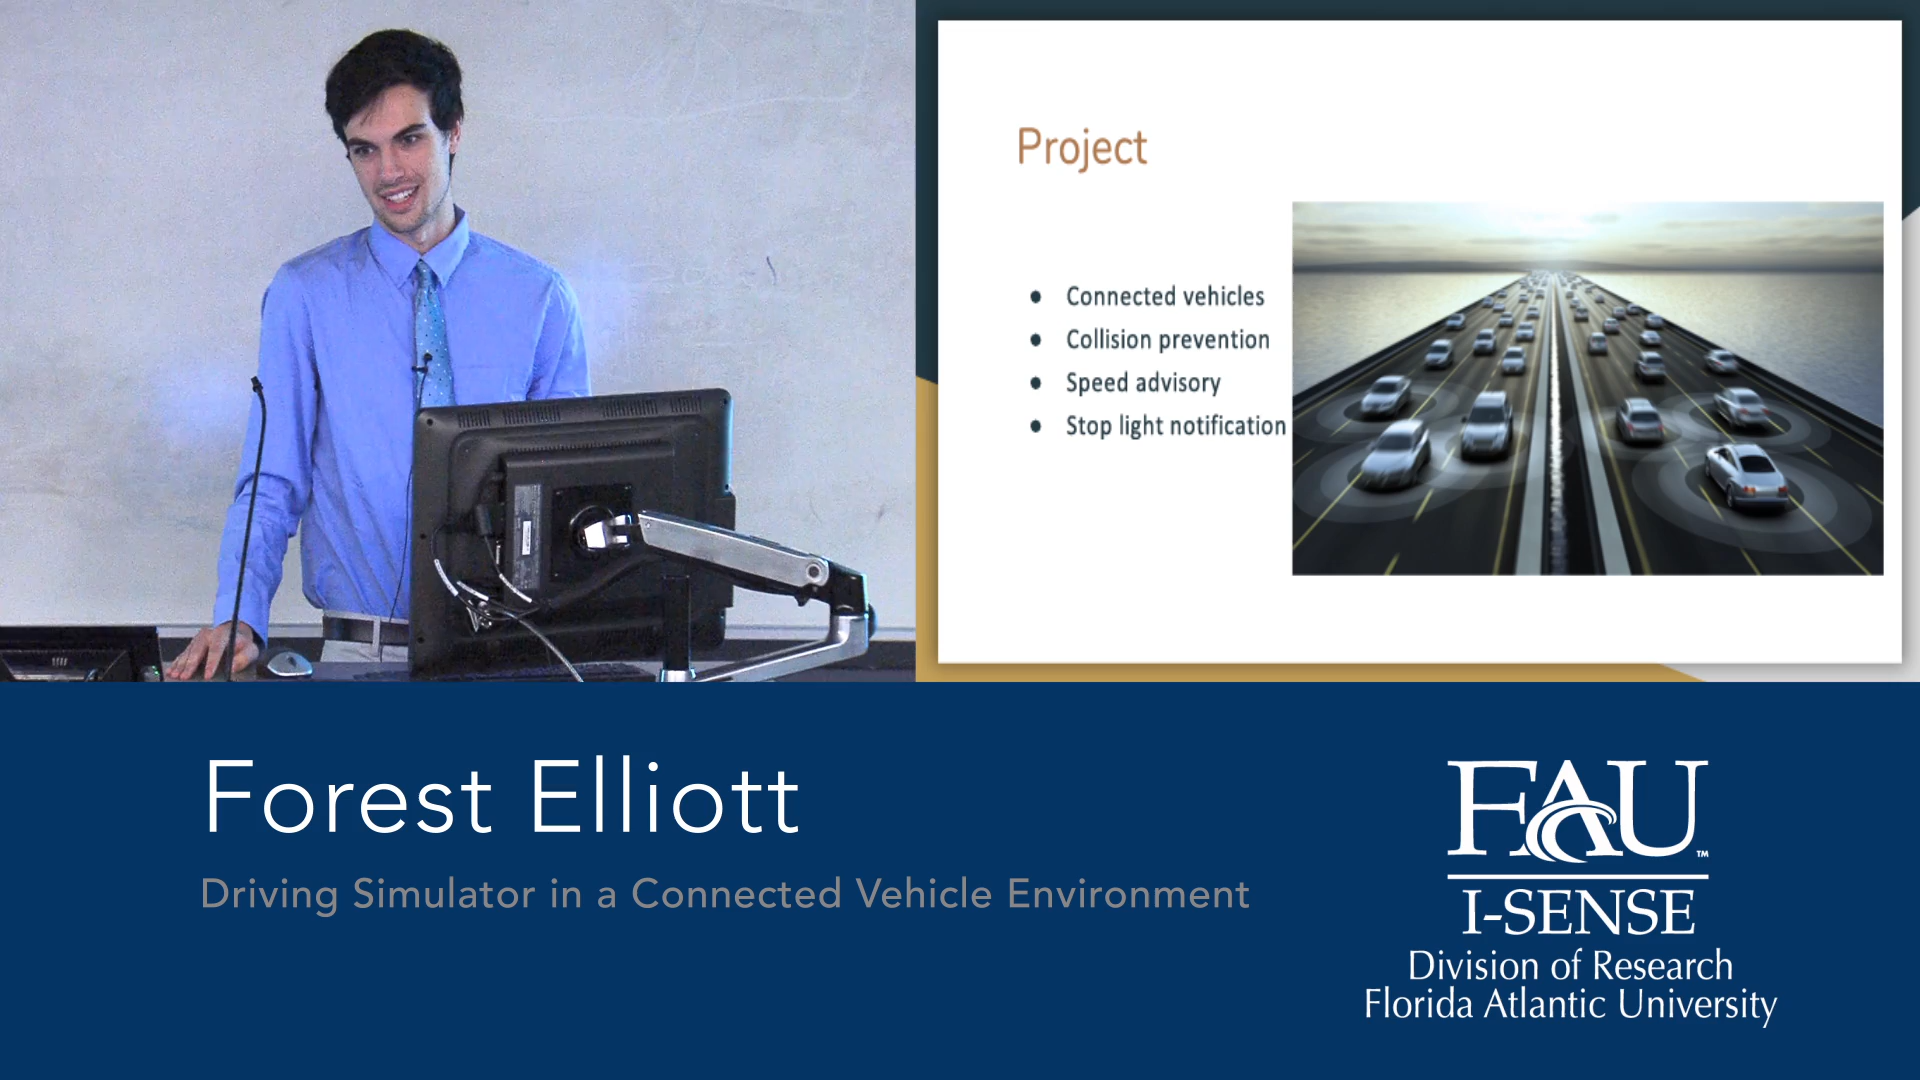 Project
● Connected vehicles
● Collision prevention
● Speed advisory
● Stop light notification
Forest Elliott
Driving Simulator in a Connected Vehicle Environment
FAU™
I-SENSE
Division of Research
Florida Atlantic University